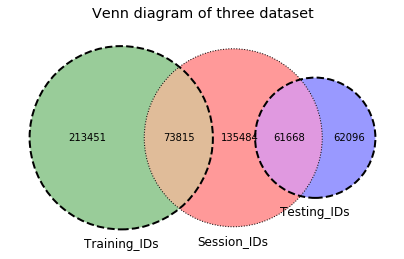 Venn diagram of three dataset
213451
73815
135484
61668
62096
Testing_IDs
Training_IDs
Session_IDs